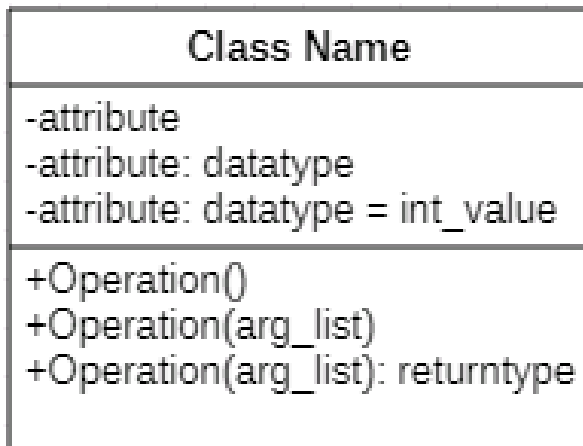 Class Name
-attribute
-attribute: datatype
-attribute: datatype = int_value
+Operation()
+Operation(arg_list)
+Operation(arg_list): returntype